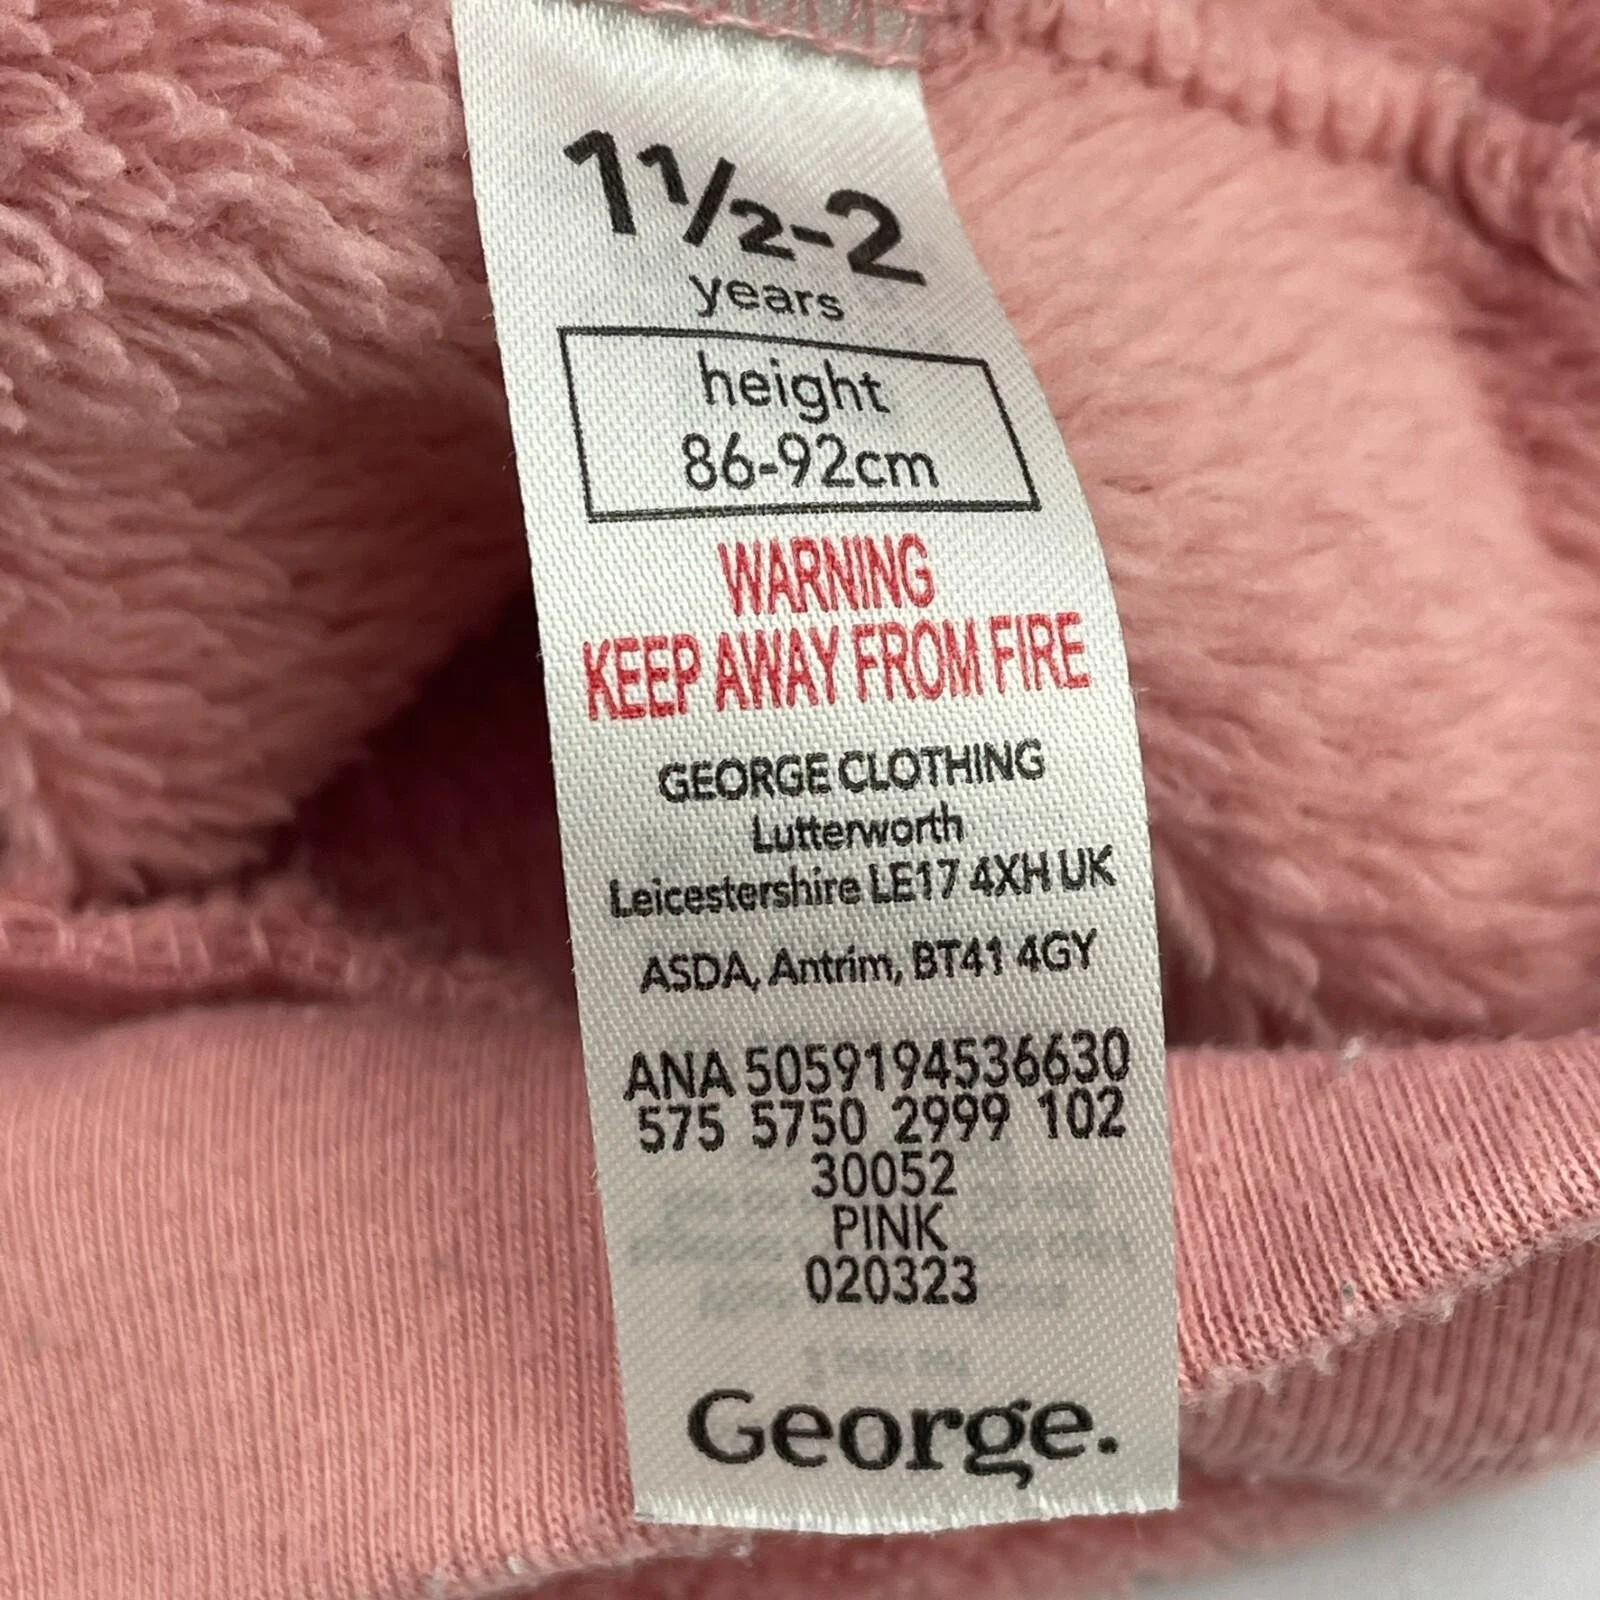 1½-2
years
height
86-92cm
WARNING
KEEP AWAY FROM FIRE
GEORGE CLOTHING
Lutterworth
Leicestershire LE17 4XH UK
ASDA, Antrim, BT41 4GY
ANA 5059194536630
575 5750 2999 102
30052
PINK
020323
George.